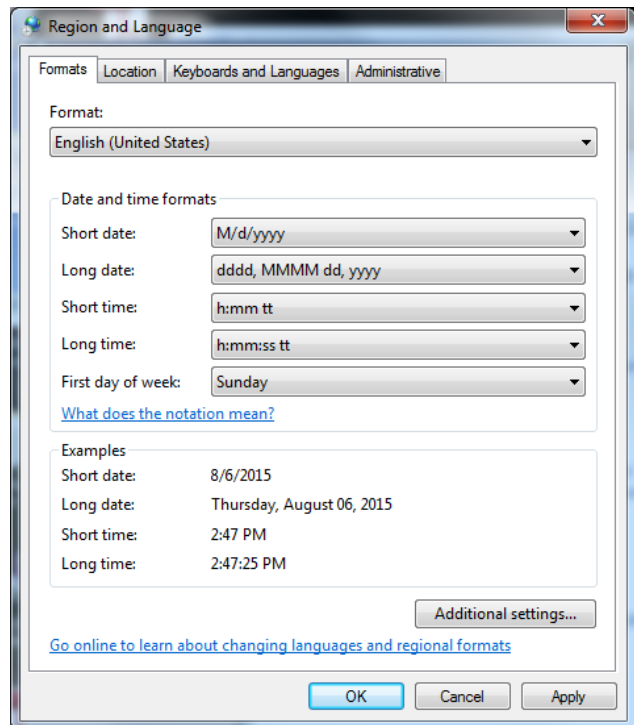 Region and Language
Formats Location Keyboards and Languages Administrative
Format:
English (United States)
Date and time formats
Short date: M/d/yyyy
Long date: dddd, MMMM dd, yyyy
Short time: h:mm tt
Long time: h:mm:ss tt
First day of week: Sunday
What does the notation mean?
Examples
Short date: 8/6/2015
Long date: Thursday, August 06, 2015
Short time: 2:47 PM
Long time: 2:47:25 PM
Additional settings...
Go online to learn about changing languages and regional formats
OK Cancel Apply